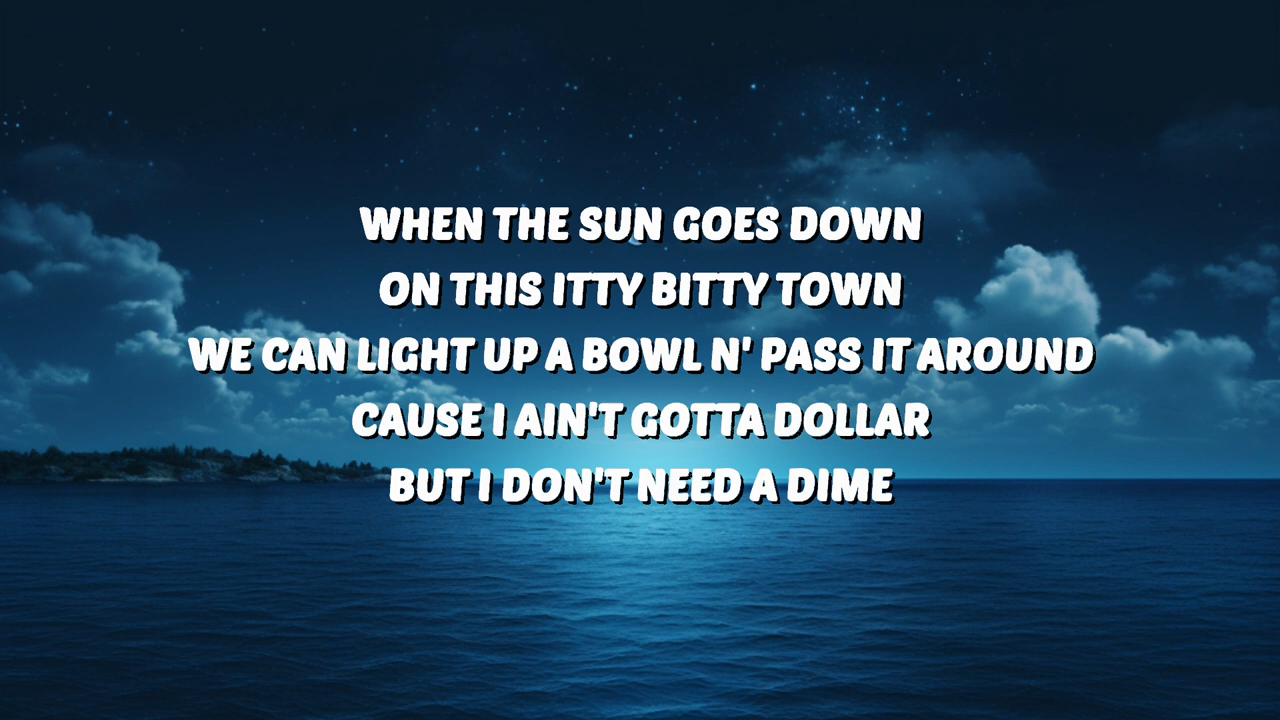 WHEN THE SUN GOES DOWN
ON THIS ITTY BITTY TOWN
WE CAN LIGHT UP A BOWL N' PASS IT AROUND
CAUSE I AIN'T GOTTA DOLLAR
BUT I DON'T NEED A DIME